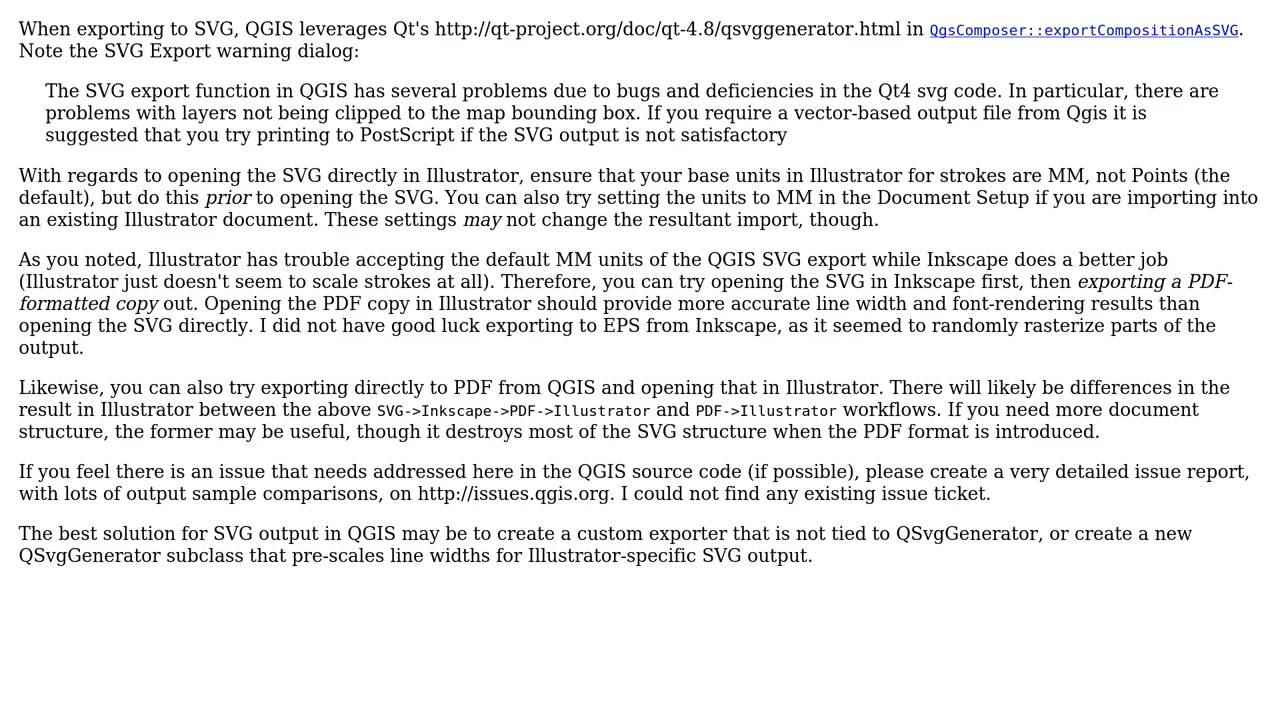 When exporting to SVG, QGIS leverages Qt's http://qt-project.org/doc/qt-4.8/qsvggenerator.html in QgsComposer::exportCompositionAsSVG.
Note the SVG Export warning dialog:
The SVG export function in QGIS has several problems due to bugs and deficiencies in the Qt4 svg code. In particular, there are
problems with layers not being clipped to the map bounding box. If you require a vector-based output file from Qgis it is
suggested that you try printing to PostScript if the SVG output is not satisfactory
With regards to opening the SVG directly in Illustrator, ensure that your base units in Illustrator for strokes are MM, not Points (the
default), but do this prior to opening the SVG. You can also try setting the units to MM in the Document Setup if you are importing into
an existing Illustrator document. These settings may not change the resultant import, though.
As you noted, Illustrator has trouble accepting the default MM units of the QGIS SVG export while Inkscape does a better job
(Illustrator just doesn't seem to scale strokes at all). Therefore, you can try opening the SVG in Inkscape first, then exporting a PDF-
formatted copy out. Opening the PDF copy in Illustrator should provide more accurate line width and font-rendering results than
opening the SVG directly. I did not have good luck exporting to EPS from Inkscape, as it seemed to randomly rasterize parts of the
output.
Likewise, you can also try exporting directly to PDF from QGIS and opening that in Illustrator. There will likely be differences in the
result in Illustrator between the above SVG->Inkscape->PDF->Illustrator and PDF->Illustrator workflows. If you need more document
structure, the former may be useful, though it destroys most of the SVG structure when the PDF format is introduced.
If you feel there is an issue that needs addressed here in the QGIS source code (if possible), please create a very detailed issue report,
with lots of output sample comparisons, on http://issues.qgis.org. I could not find any existing issue ticket.
The best solution for SVG output in QGIS may be to create a custom exporter that is not tied to QSvgGenerator, or create a new
QSvgGenerator subclass that pre-scales line widths for Illustrator-specific SVG output.